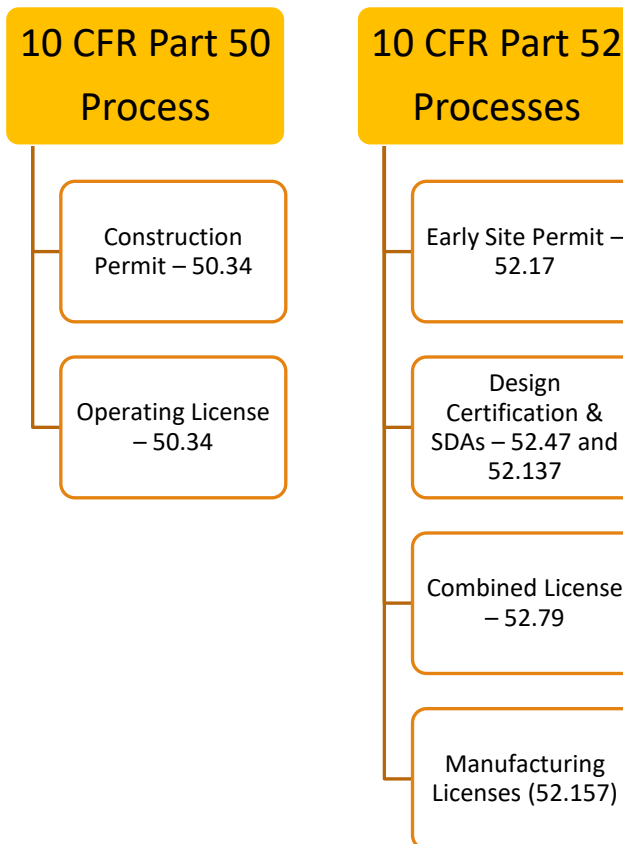 10 CFR Part 50
Process
Construction
Permit – 50.34
Operating License
– 50.34
10 CFR Part 52
Processes
Early Site Permit –
52.17
Design
Certification &
SDAs – 52.47 and
52.137
Combined License
– 52.79
Manufacturing
Licenses (52.157)